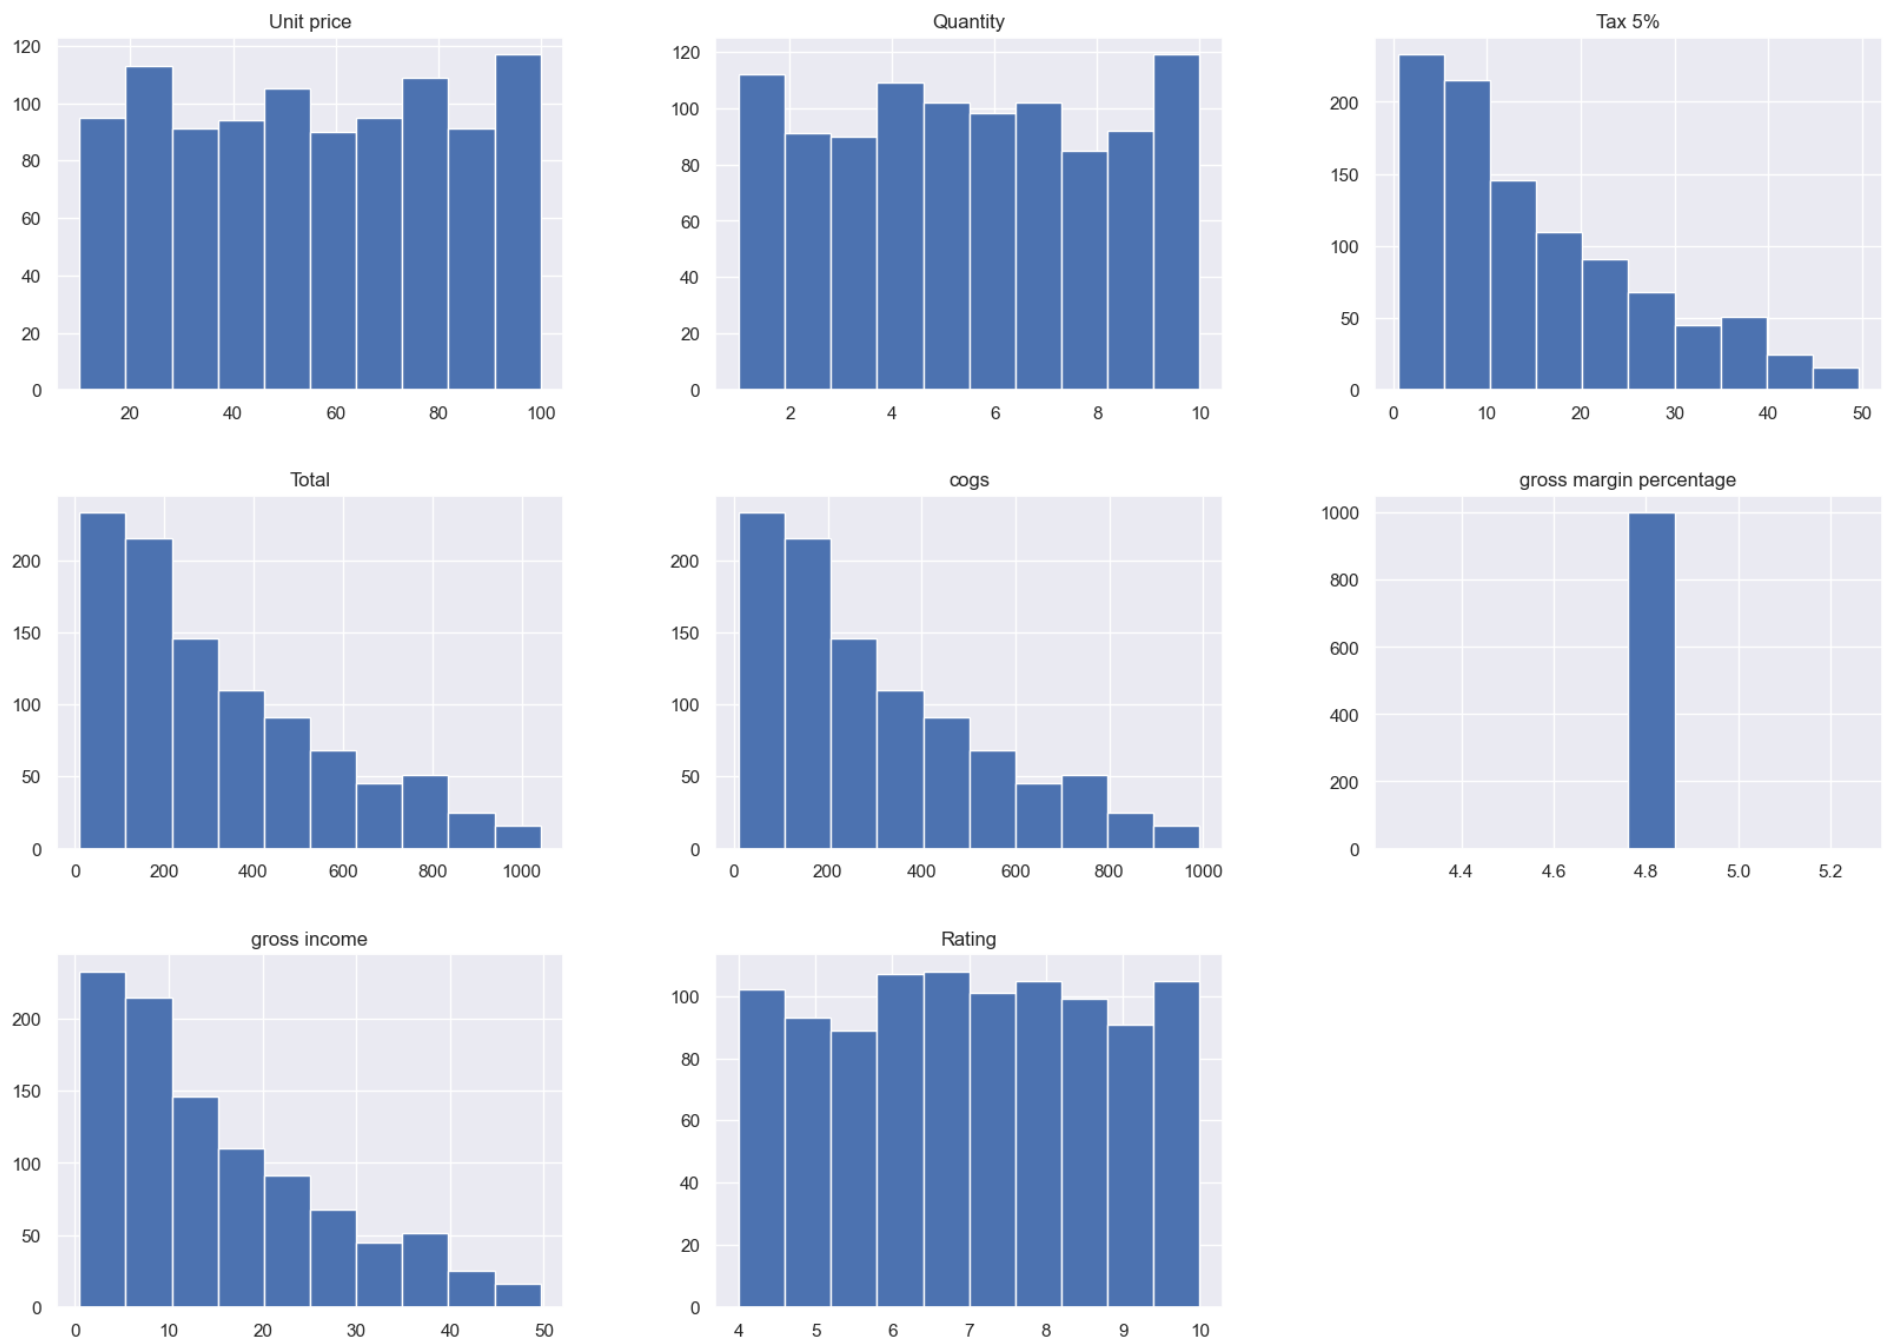 Unit price
120
100
80
60
40
20
0
20 40 60 80 100
Quantity
120
100
80
60
40
20
0
2 4 6 8 10
Tax 5%
200
150
100
50
0
0 10 20 30 40 50
Total
200
150
100
50
0
0 200 400 600 800 1000
cogs
200
150
100
50
0
0 200 400 600 800 1000
gross margin percentage
1000
800
600
400
200
0
4.4 4.6 4.8 5.0 5.2
gross income
200
150
100
50
0
0 10 20 30 40 50
Rating
100
80
60
40
20
0
4 5 6 7 8 9 10